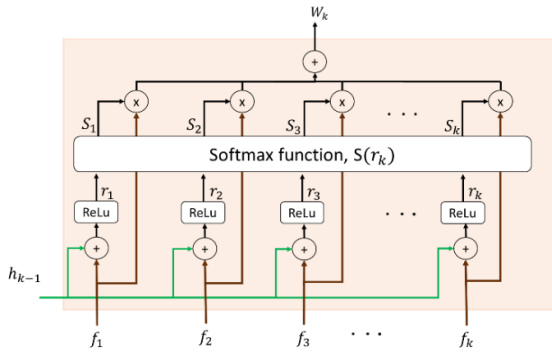 W_k
+
x x x . . . x
S_1 S_2 S_3 S_k
Softmax function, S(r_k)
r_1 r_2 r_3 r_k
ReLu ReLu ReLu . . . ReLu
+ + + +
h_{k-1}
f_1 f_2 f_3 . . . f_k